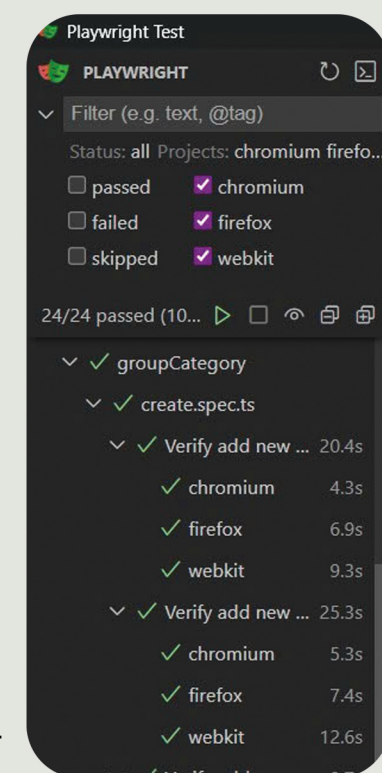 Playwright Test
PLAYWRIGHT
Filter (e.g. text, @tag)
Status: all Projects: chromium firefo...
passed chromium
failed firefox
skipped webkit
24/24 passed (10...
groupCategory
create.spec.ts
Verify add new ... 20.4s
chromium 4.3s
firefox 6.9s
webkit 9.3s
Verify add new ... 25.3s
chromium 5.3s
firefox 7.4s
webkit 12.6s